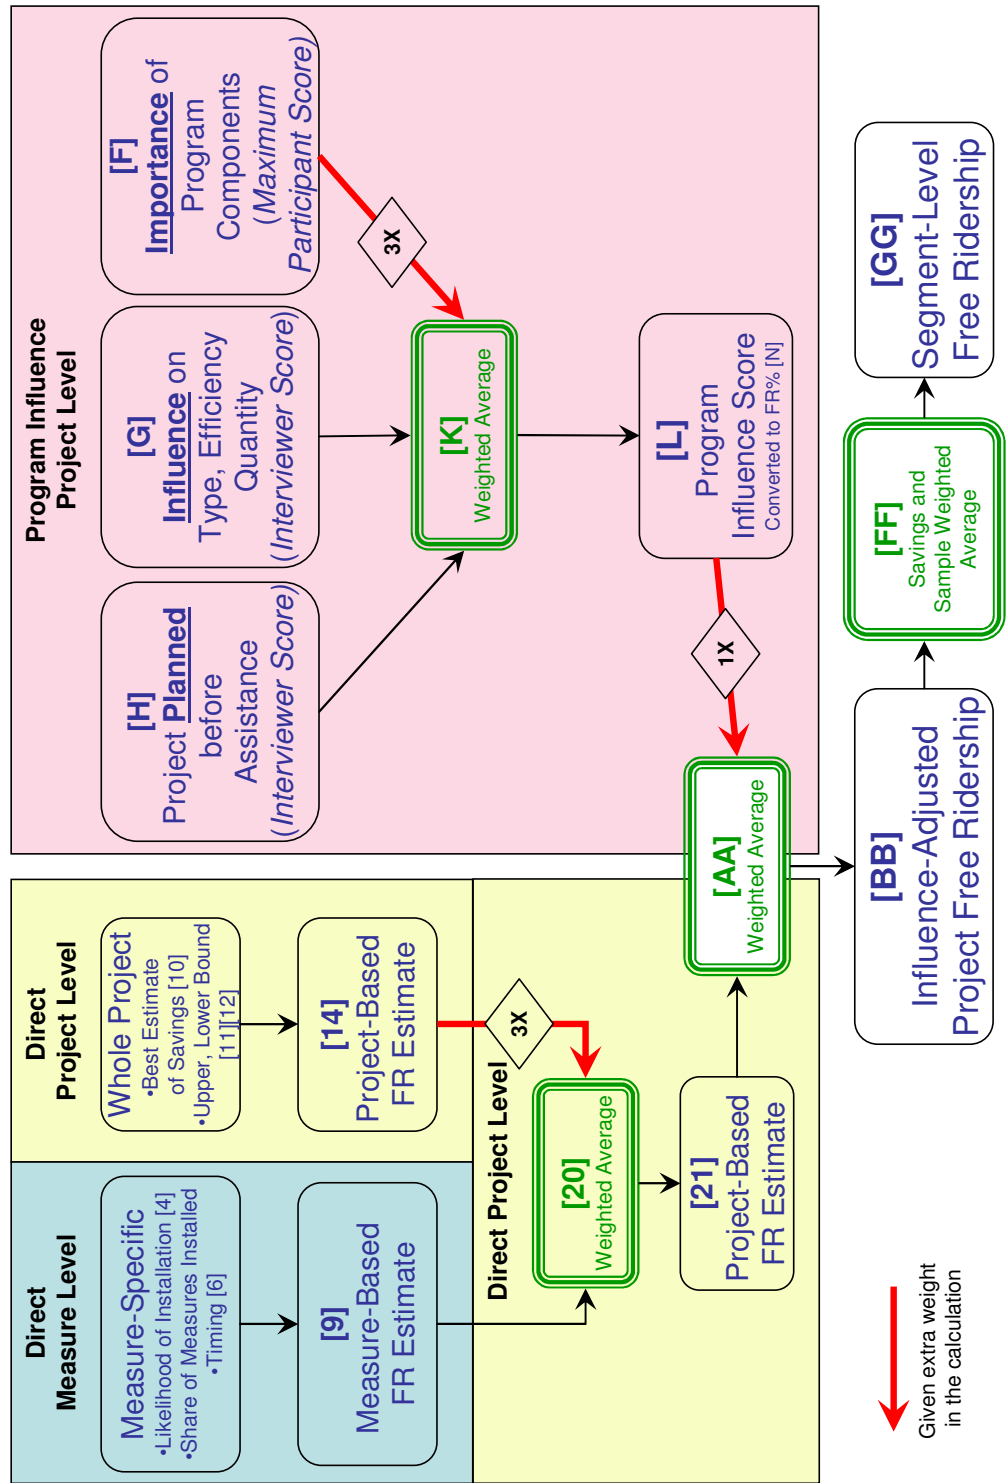 Direct
Measure Level
Measure-Specific
•Likelihood of Installation [4]
•Share of Measures Installed
•Timing [6]
[9]
Measure-Based
FR Estimate
Direct
Project Level
Whole Project
•Best Estimate
of Savings [10]
•Upper, Lower Bound
[11][12]
[14]
Project-Based
FR Estimate
3X
Direct Project Level
[20]
Weighted Average
[21]
Project-Based
FR Estimate
Program Influence
Project Level
[H]
Project Planned
before
Assistance
(Interviewer Score)
[G]
Influence on
Type, Efficiency
Quantity
(Interviewer Score)
[F]
Importance of
Program
Components
(Maximum
Participant Score)
3X
[K]
Weighted Average
[L]
Program
Influence Score
Converted to FR% [N]
1X
[AA]
Weighted Average
[BB]
Influence-Adjusted
Project Free Ridership
[FF]
Savings and
Sample Weighted
Average
[GG]
Segment-Level
Free Ridership
Given extra weight
in the calculation